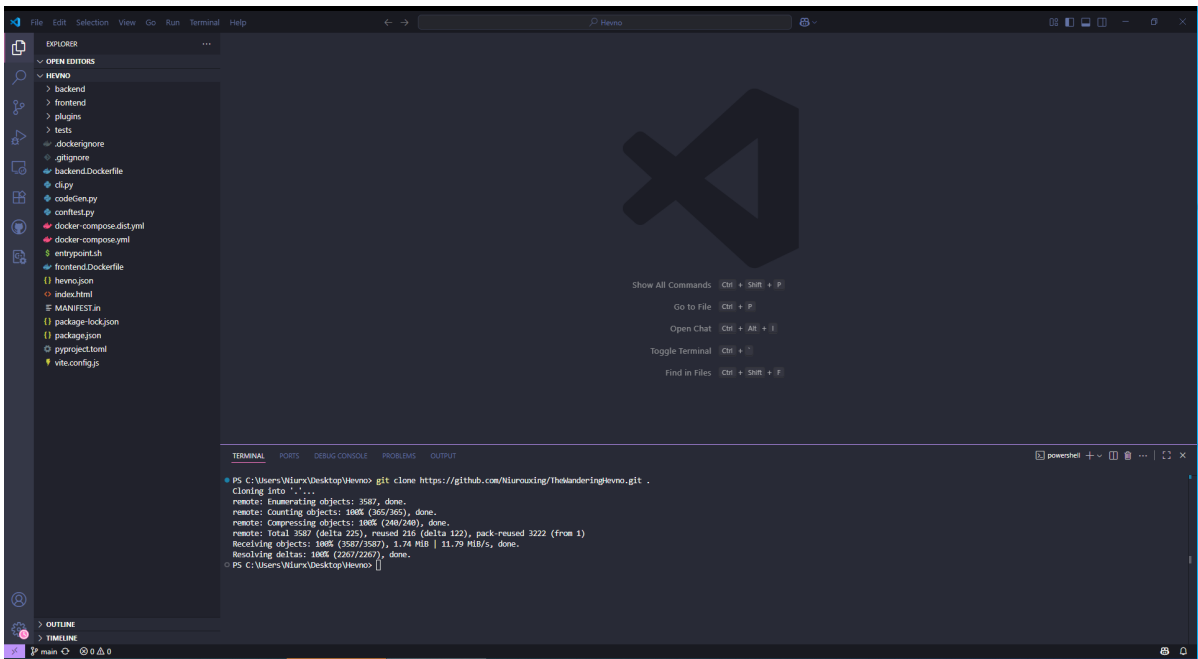 File Edit Selection View Go Run Terminal Help
Hevno
EXPLORER
OPEN EDITORS
HEVNO
backend
frontend
plugins
tests
.dockerignore
.gitignore
backend.Dockerfile
cli.py
codeGen.py
conftest.py
docker-compose.dist.yml
docker-compose.yml
entrypoint.sh
frontend.Dockerfile
hevno.json
index.html
MANIFEST.in
package-lock.json
package.json
pyproject.toml
vite.config.js
OUTLINE
TIMELINE
Show All Commands Ctrl + Shift + P
Go to File Ctrl + P
Open Chat Ctrl + Alt + I
Toggle Terminal Ctrl + `
Find in Files Ctrl + Shift + F
TERMINAL PORTS DEBUG CONSOLE PROBLEMS OUTPUT
powershell
PS C:\Users\Niurx\Desktop\Hevno> git clone https://github.com/Niurouxing/TheWanderingHevno.git .
Cloning into '.'...
remote: Enumerating objects: 3587, done.
remote: Counting objects: 100% (365/365), done.
remote: Compressing objects: 100% (240/240), done.
remote: Total 3587 (delta 225), reused 216 (delta 122), pack-reused 3222 (from 1)
Receiving objects: 100% (3587/3587), 1.74 MiB | 11.79 MiB/s, done.
Resolving deltas: 100% (2267/2267), done.
PS C:\Users\Niurx\Desktop\Hevno>
main 0 0